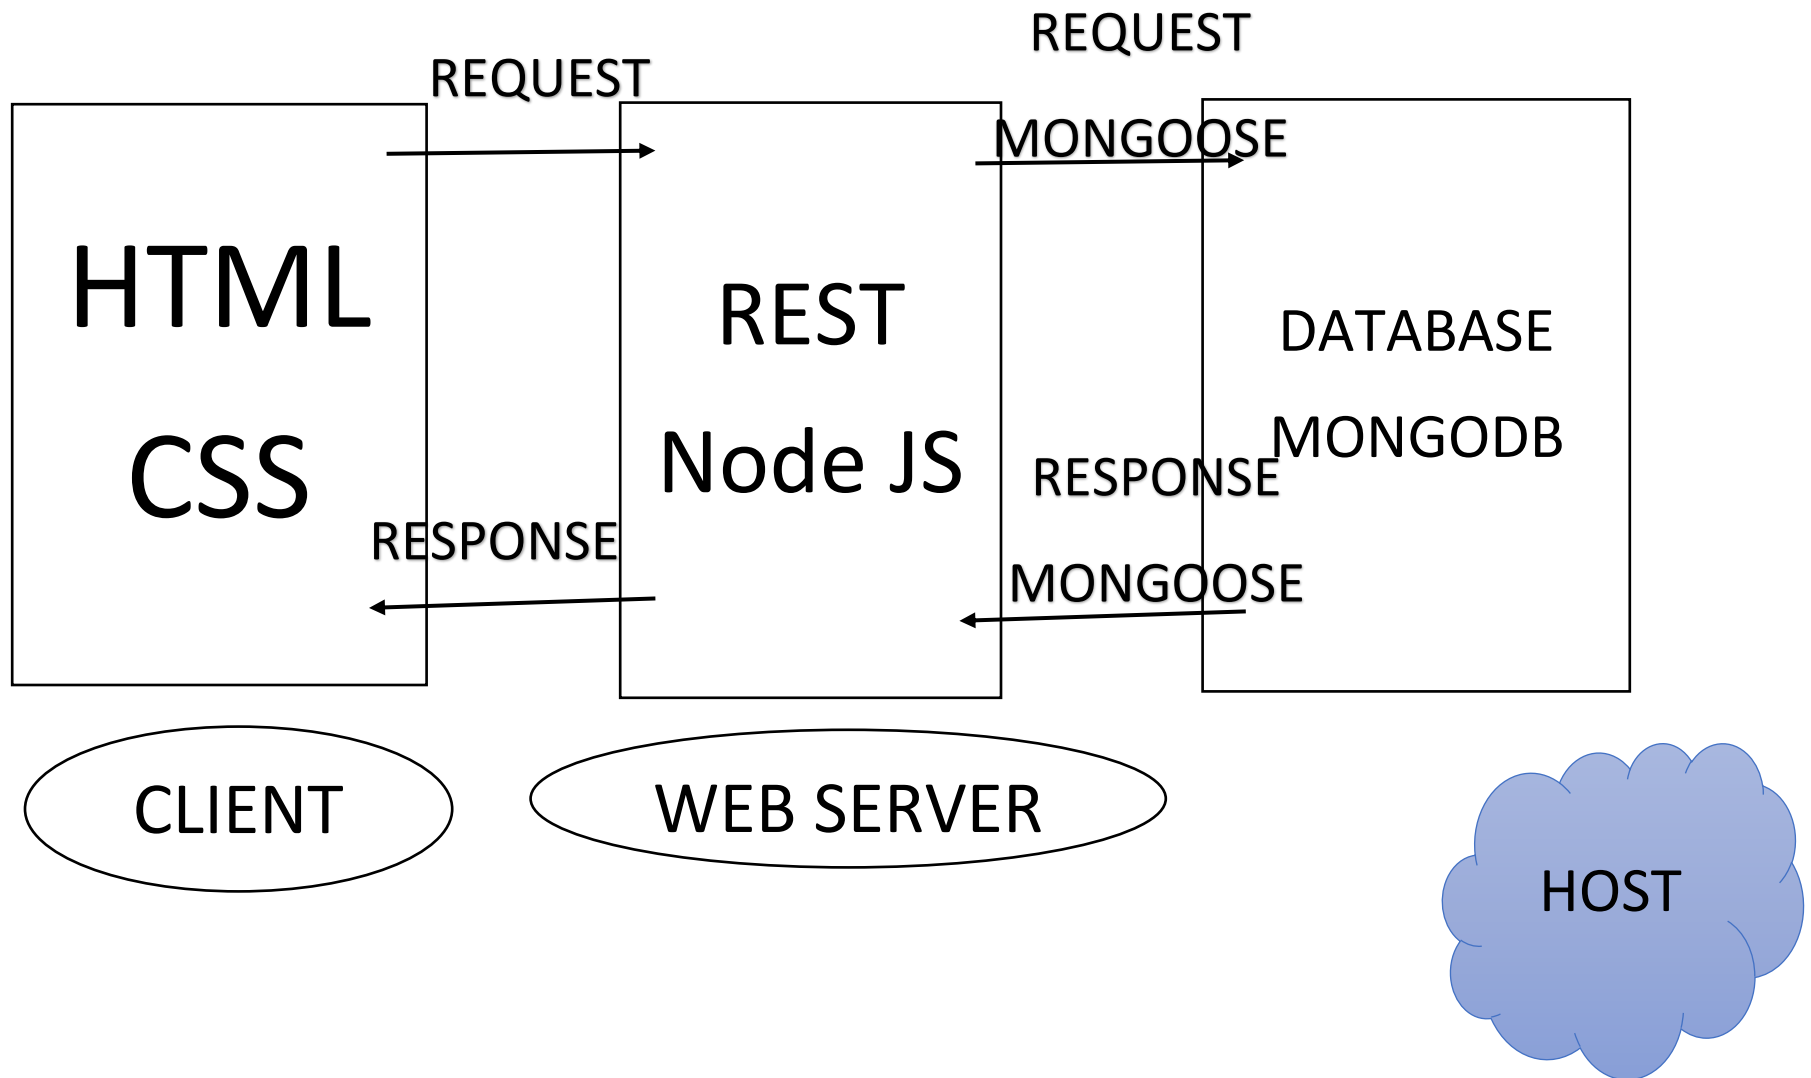 REQUEST
REQUEST
MONGOOSE
HTML
CSS
REST
Node JS
DATABASE
MONGODB
RESPONSE
RESPONSE
MONGOOSE
CLIENT
WEB SERVER
HOST